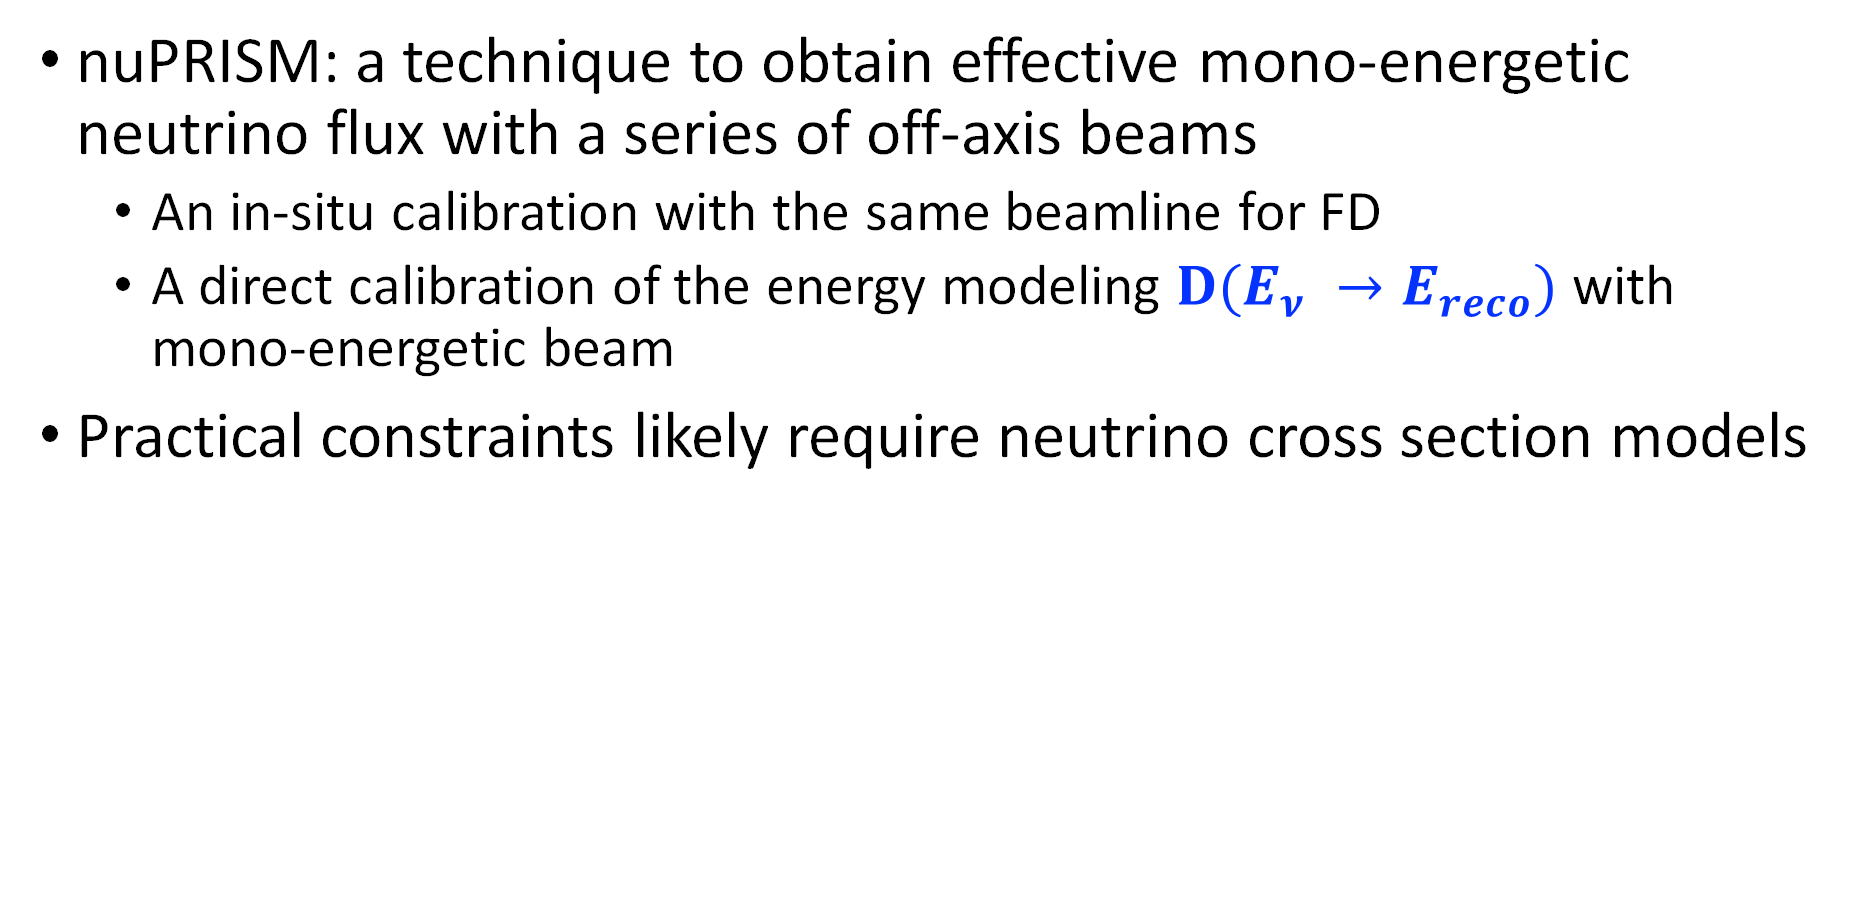 • nuPRISM: a technique to obtain effective mono-energetic
neutrino flux with a series of off-axis beams
• An in-situ calibration with the same beamline for FD
• A direct calibration of the energy modeling D(E_ν → E_reco) with
mono-energetic beam
• Practical constraints likely require neutrino cross section models